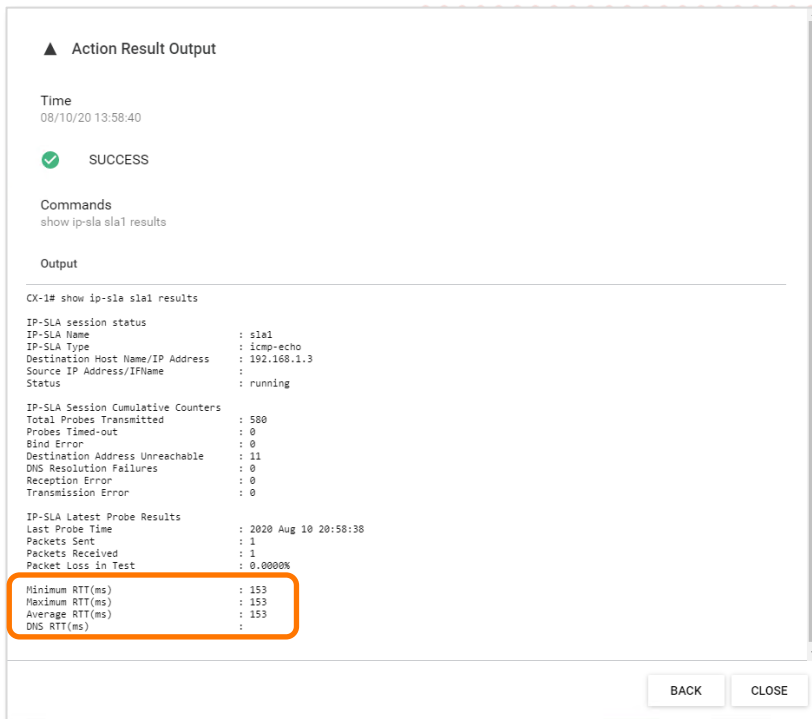 Action Result Output
Time
08/10/20 13:58:40
SUCCESS
Commands
show ip-sla sla1 results
Output
CX-1# show ip-sla sla1 results
IP-SLA session status
IP-SLA Name : sla1
IP-SLA Type : icmp-echo
Destination Host Name/IP Address : 192.168.1.3
Source IP Address/IFName :
Status : running
IP-SLA Session Cumulative Counters
Total Probes Transmitted : 580
Probes Timed-out : 0
Bind Error : 0
Destination Address Unreachable : 11
DNS Resolution Failures : 0
Reception Error : 0
Transmission Error : 0
IP-SLA Latest Probe Results
Last Probe Time : 2020 Aug 10 20:58:38
Packets Sent : 1
Packets Received : 1
Packet Loss in Test : 0.0000%
Minimum RTT(ms) : 153
Maximum RTT(ms) : 153
Average RTT(ms) : 153
DNS RTT(ms) :
BACK CLOSE